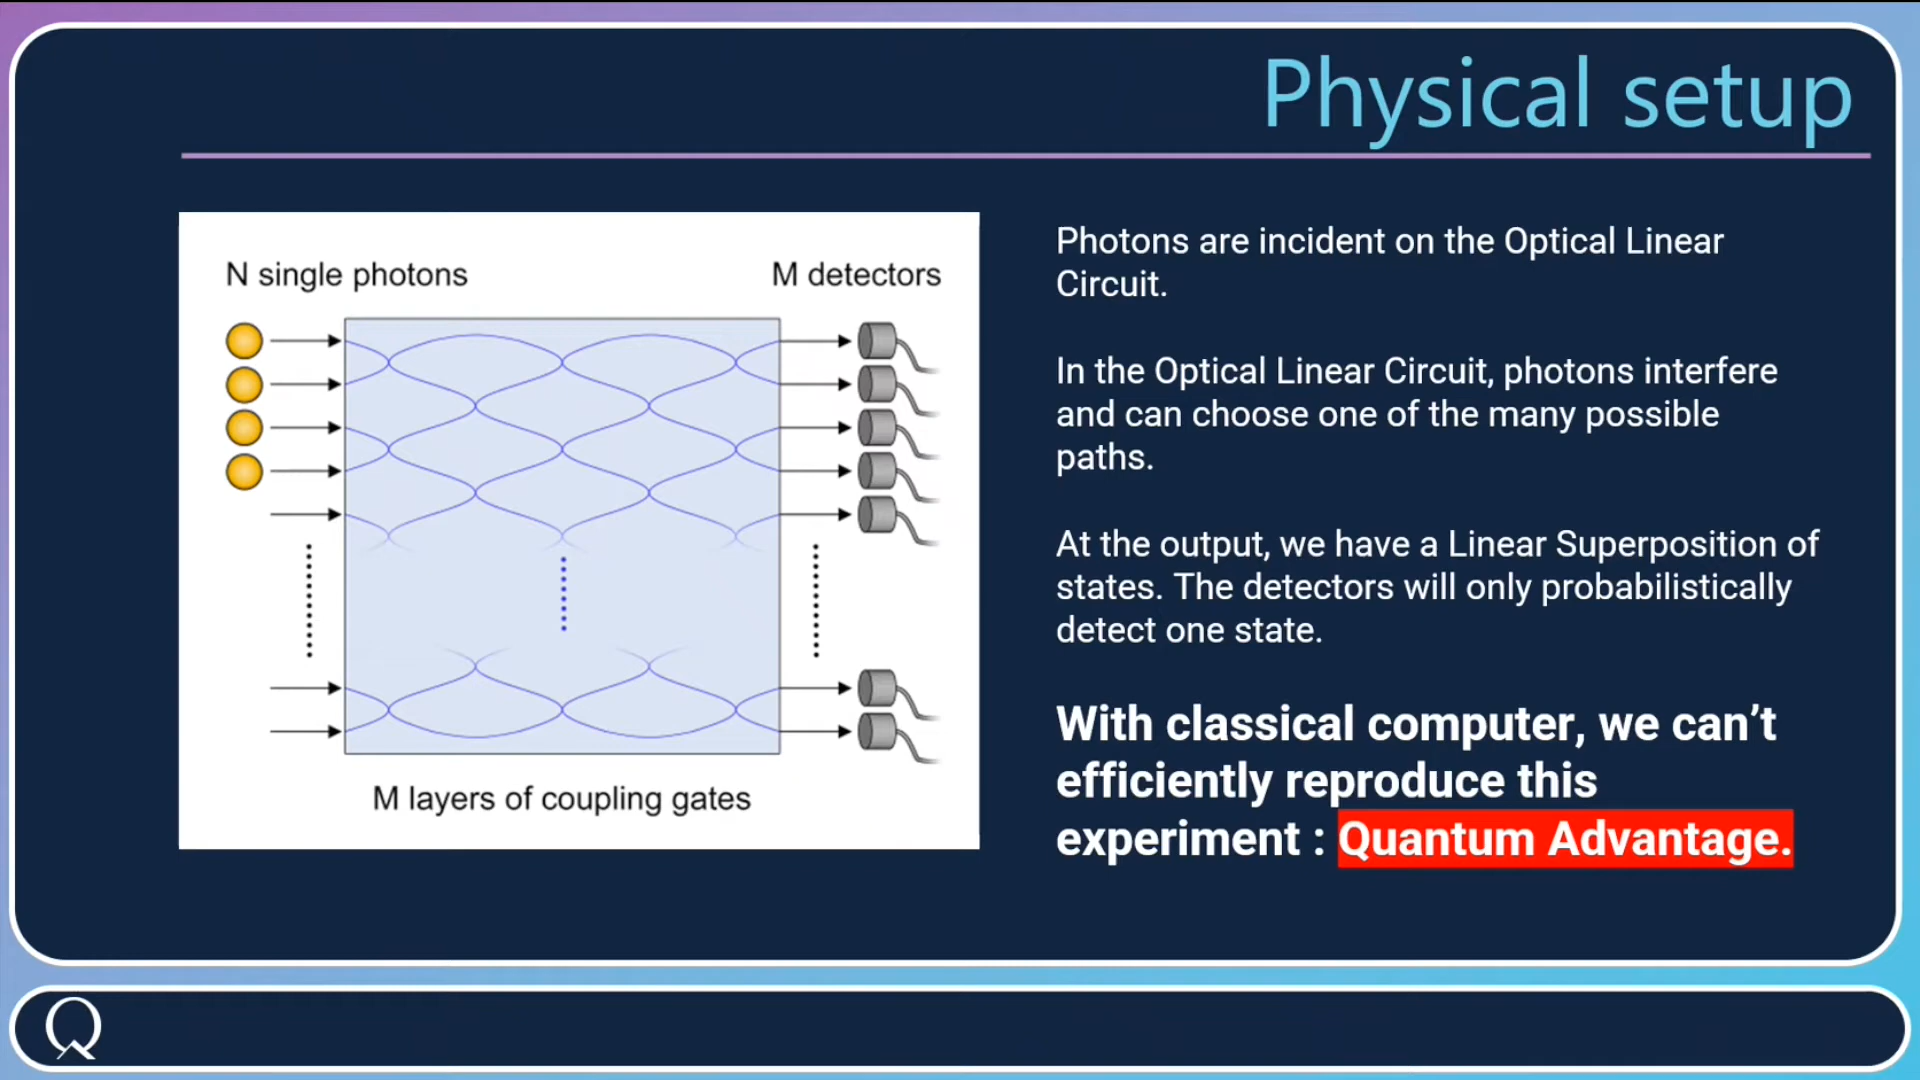 Physical setup
N single photons
M detectors
M layers of coupling gates
Photons are incident on the Optical Linear
Circuit.
In the Optical Linear Circuit, photons interfere
and can choose one of the many possible
paths.
At the output, we have a Linear Superposition of
states. The detectors will only probabilistically
detect one state.
With classical computer, we can’t
efficiently reproduce this
experiment : Quantum Advantage.
Q